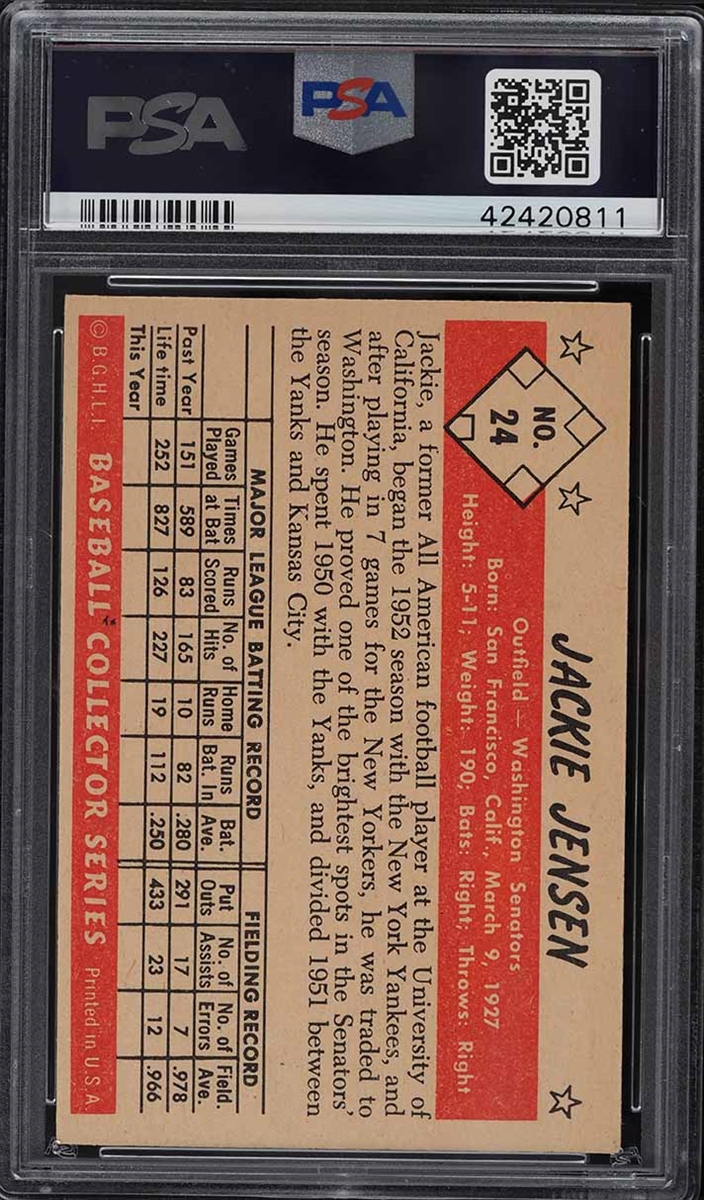 PSA
PSA
42420811
NO.
24
JACKIE JENSEN
Outfield — Washington Senators
Born: San Francisco, Calif., March 9, 1927
Height: 5-11; Weight: 190; Bats: Right; Throws: Right
Jackie, a former All American football player at the University of
California, began the 1952 season with the New York Yankees, and
after playing in 7 games for the New Yorkers, he was traded to
Washington. He proved one of the brightest spots in the Senators'
season. He spent 1950 with the Yanks, and divided 1951 between
the Yanks and Kansas City.
MAJOR LEAGUE BATTING RECORD FIELDING RECORD
Games Times Runs No. of Home Runs Bat. Put No. of No. of Field.
Played at Bat Scored Hits Runs Bat. In Ave. Outs Assists Errors Ave.
Past Year 151 589 83 165 10 82 .280 291 17 7 .978
Life time 252 827 126 227 19 112 .250 433 23 12 .966
This Year
© B.G.H.L.I. BASEBALL COLLECTOR SERIES Printed in U.S.A.